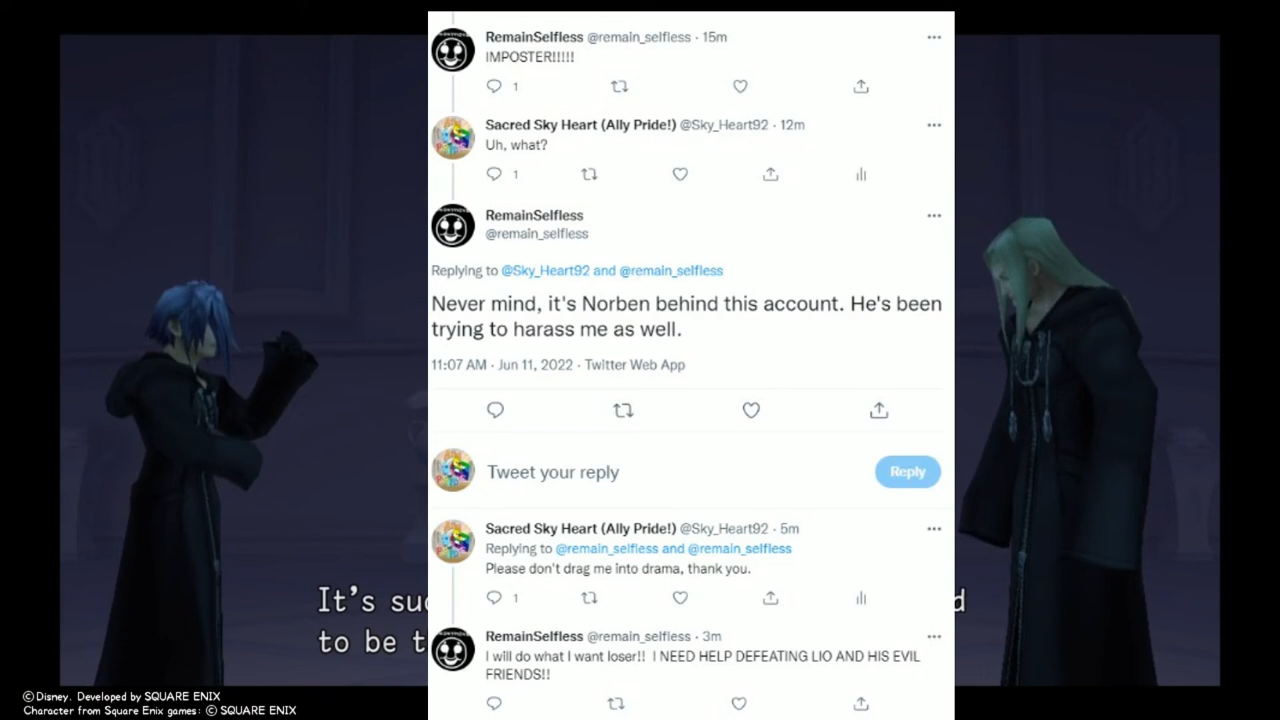 RemainSelfless @remain_selfless · 15m
IMPOSTER!!!!!
1
Sacred Sky Heart (Ally Pride!) @Sky_Heart92 · 12m
Uh, what?
1
RemainSelfless
@remain_selfless
Replying to @Sky_Heart92 and @remain_selfless
Never mind, it's Norben behind this account. He's been
trying to harass me as well.
11:07 AM · Jun 11, 2022 · Twitter Web App
Tweet your reply
Reply
Sacred Sky Heart (Ally Pride!) @Sky_Heart92 · 5m
Replying to @remain_selfless and @remain_selfless
Please don't drag me into drama, thank you.
1
RemainSelfless @remain_selfless · 3m
I will do what I want loser!! I NEED HELP DEFEATING LIO AND HIS EVIL
FRIENDS!!
It's
to be
© Disney. Developed by SQUARE ENIX
Character from Square Enix games: © SQUARE ENIX